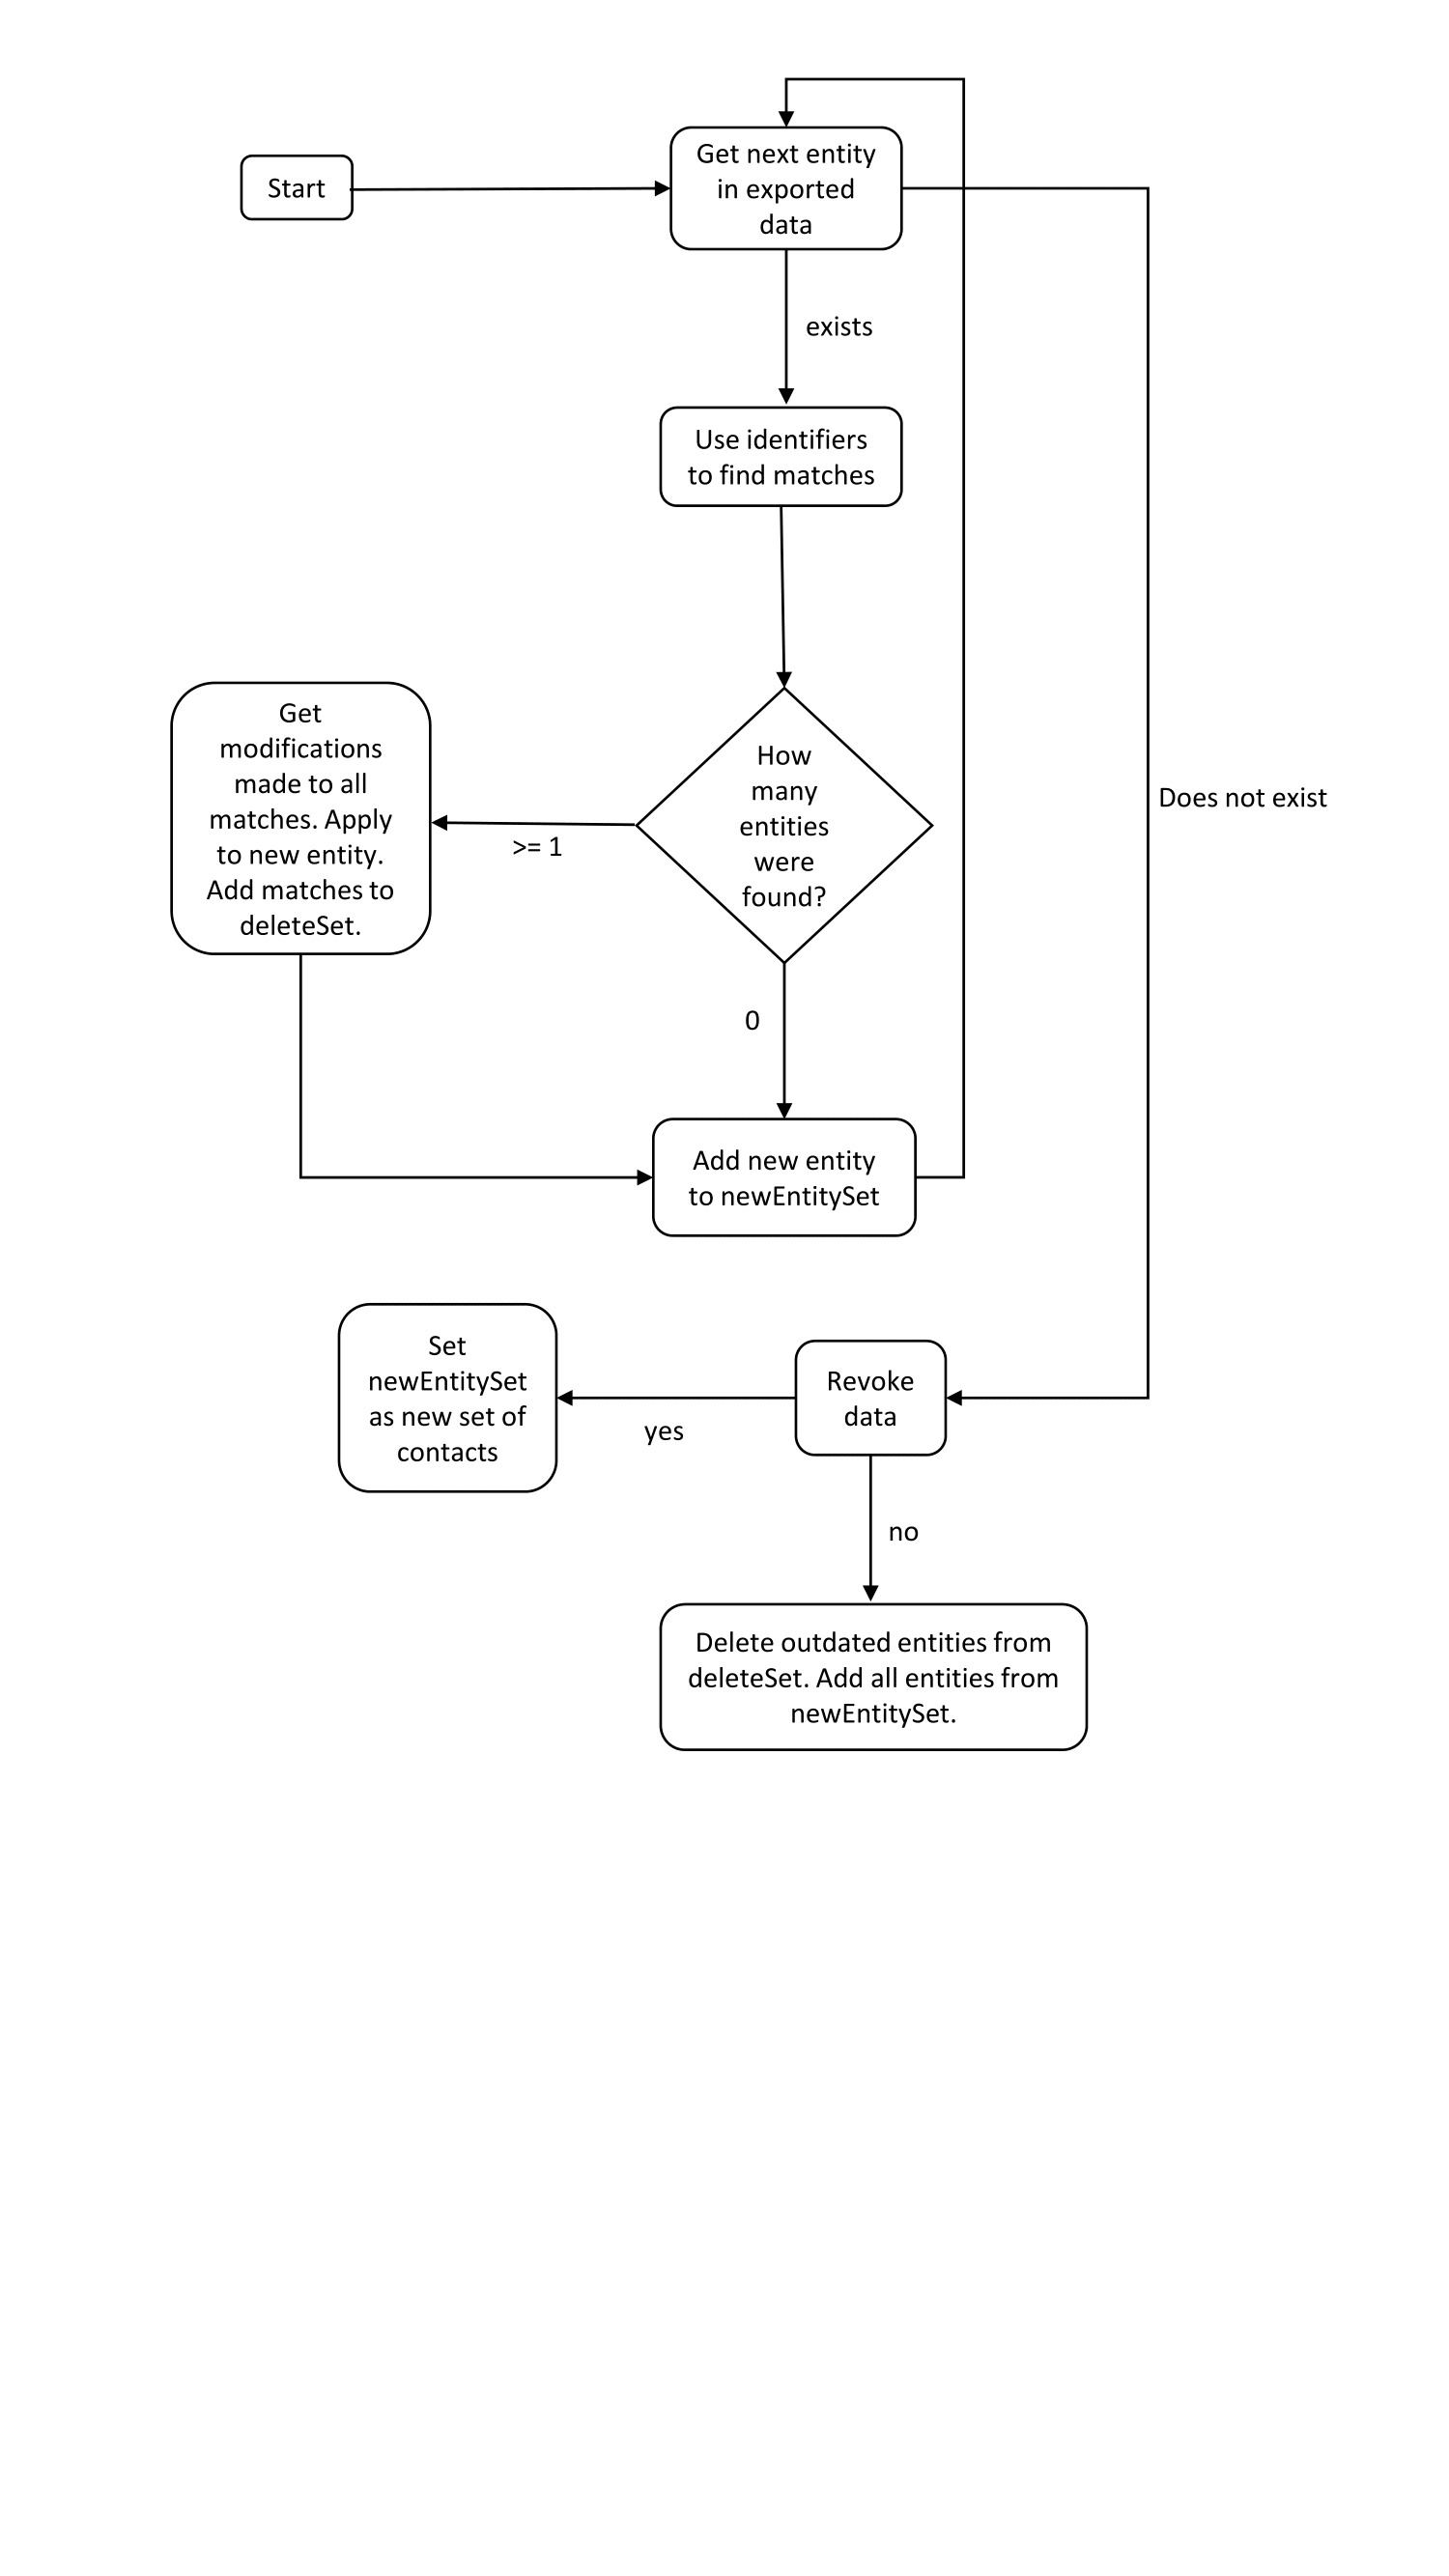 Start
Get next entity
in exported
data
exists
Use identifiers
to find matches
How
many
entities
were
found?
>= 1
Get
modifications
made to all
matches. Apply
to new entity.
Add matches to
deleteSet.
0
Add new entity
to newEntitySet
Does not exist
Revoke
data
yes
Set
newEntitySet
as new set of
contacts
no
Delete outdated entities from
deleteSet. Add all entities from
newEntitySet.